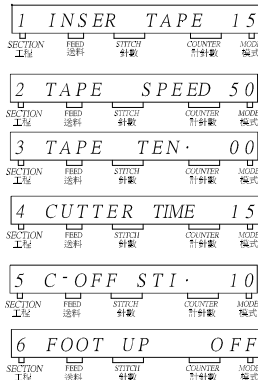 1 INSER TAPE 15
SECTION FEED STITCH COUNTER MODE
工程 送料 針數 計針數 模式
2 TAPE SPEED 50
SECTION FEED STITCH COUNTER MODE
工程 送料 針數 計針數 模式
3 TAPE TEN· 00
SECTION FEED STITCH COUNTER MODE
工程 送料 針數 計針數 模式
4 CUTTER TIME 15
SECTION FEED STITCH COUNTER MODE
工程 送料 針數 計針數 模式
5 C-OFF STI· 10
SECTION FEED STITCH COUNTER MODE
工程 送料 針數 計針數 模式
6 FOOT UP OFF
SECTION FEED STITCH COUNTER MODE
工程 送料 針數 計針數 模式